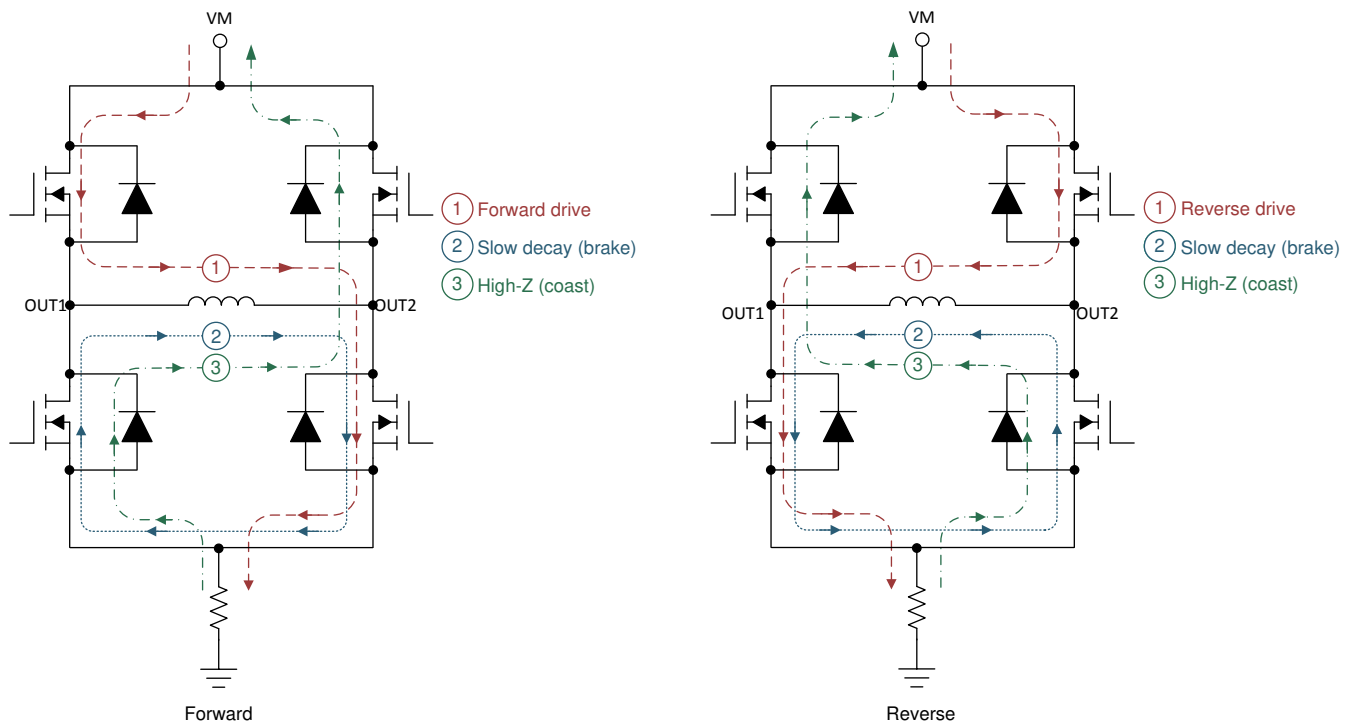 VM
1 Forward drive
2 Slow decay (brake)
3 High-Z (coast)
1
OUT1
OUT2
2
3
Forward
VM
1 Reverse drive
2 Slow decay (brake)
3 High-Z (coast)
1
OUT1
OUT2
2
3
Reverse